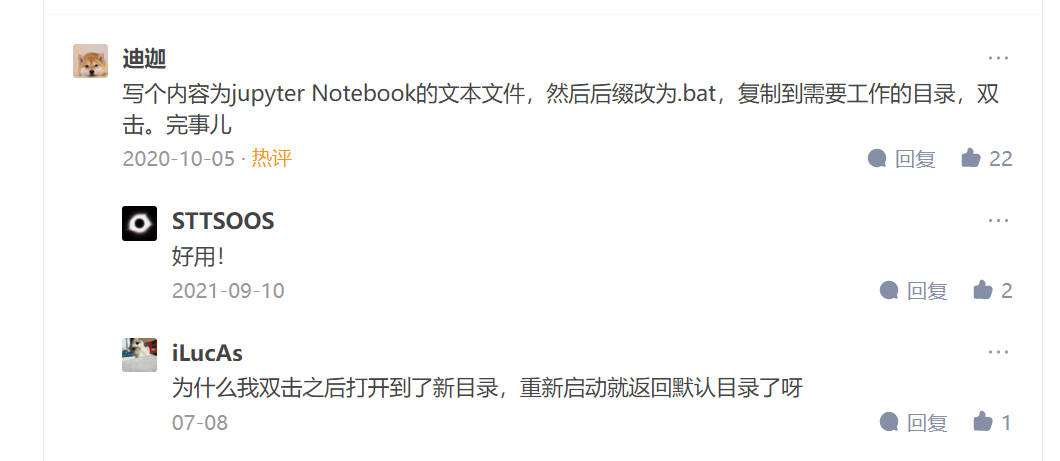 迪迦
写个内容为jupyter Notebook的文本文件，然后后缀改为.bat，复制到需要工作的目录，双
击。完事儿
2020-10-05 · 热评 回复 22
STTSOOS
好用！
2021-09-10 回复 2
iLucAs
为什么我双击之后打开到了新目录，重新启动就返回默认目录了呀
07-08 回复 1